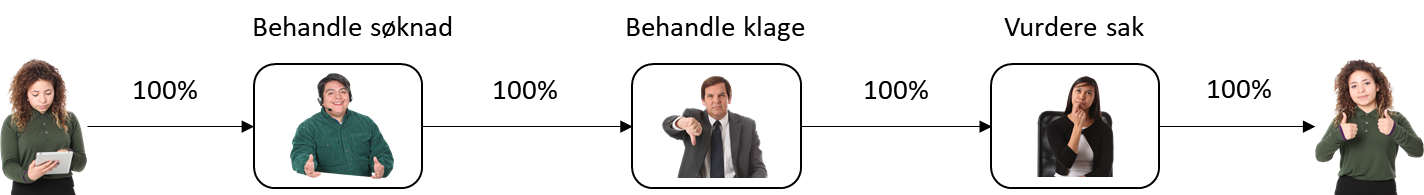 Behandle søknad
Behandle klage
Vurdere sak
100%
100%
100%
100%